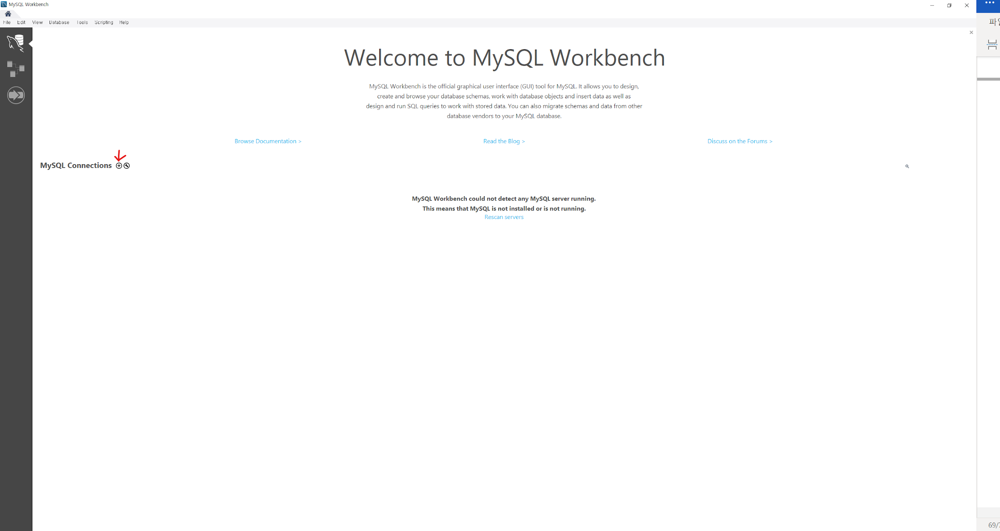 MySQL Workbench
File Edit View Database Tools Scripting Help
Welcome to MySQL Workbench
MySQL Workbench is the official graphical user interface (GUI) tool for MySQL. It allows you to design,
create and browse your database schemas, work with database objects and insert data as well as
design and run SQL queries to work with stored data. You can also migrate schemas and data from other
database vendors to your MySQL database.
Browse Documentation >
Read the Blog >
Discuss on the Forums >
MySQL Connections
MySQL Workbench could not detect any MySQL server running.
This means that MySQL is not installed or is not running.
Rescan servers
69/